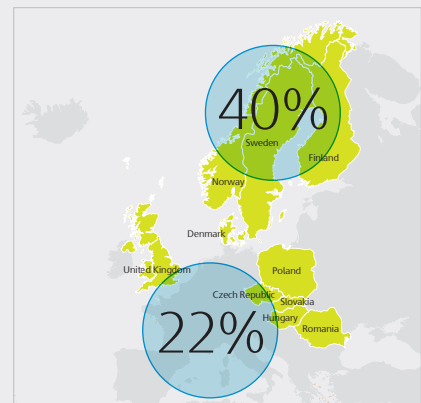 40%
Sweden
Finland
Norway
Denmark
United Kingdom
Poland
Czech Republic
Slovakia
Hungary
Romania
22%